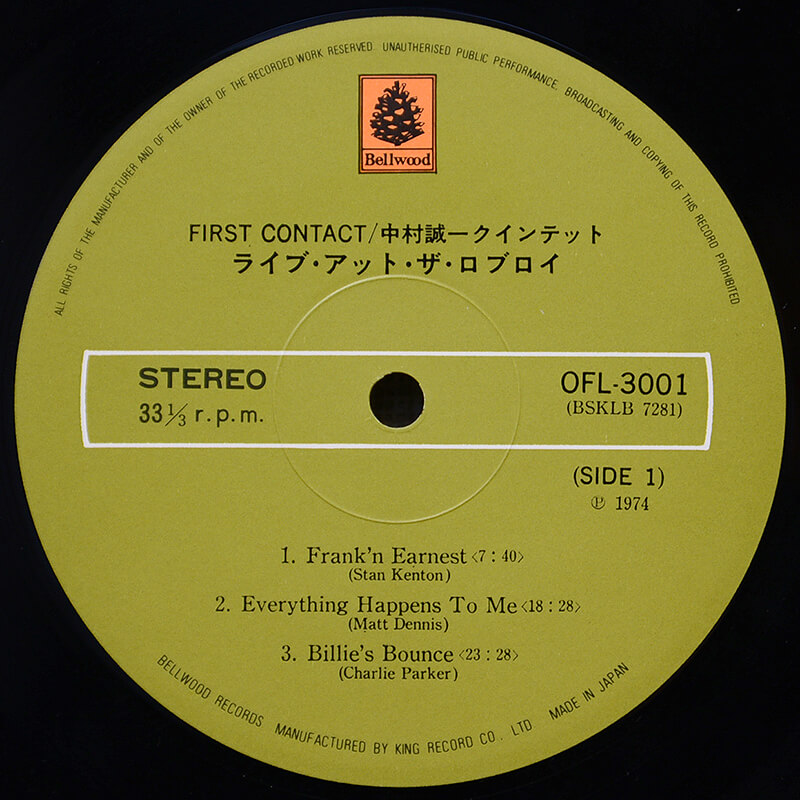 ALL RIGHTS OF THE MANUFACTURER AND OF THE OWNER OF THE RECORDED WORK RESERVED. UNAUTHORISED PUBLIC PERFORMANCE, BROADCASTING AND COPYING OF THIS RECORD PROHIBITED
Bellwood
FIRST CONTACT/中村誠一クインテット
ライブ・アット・ザ・ロブロイ
STEREO
33 1/3 r.p.m.
OFL-3001
(BSKLB 7281)
(SIDE 1)
℗ 1974
1. Frank'n Earnest <7：40>
(Stan Kenton)
2. Everything Happens To Me <18：28>
(Matt Dennis)
3. Billie's Bounce <23：28>
(Charlie Parker)
BELLWOOD RECORDS MANUFACTURED BY KING RECORD CO., LTD MADE IN JAPAN